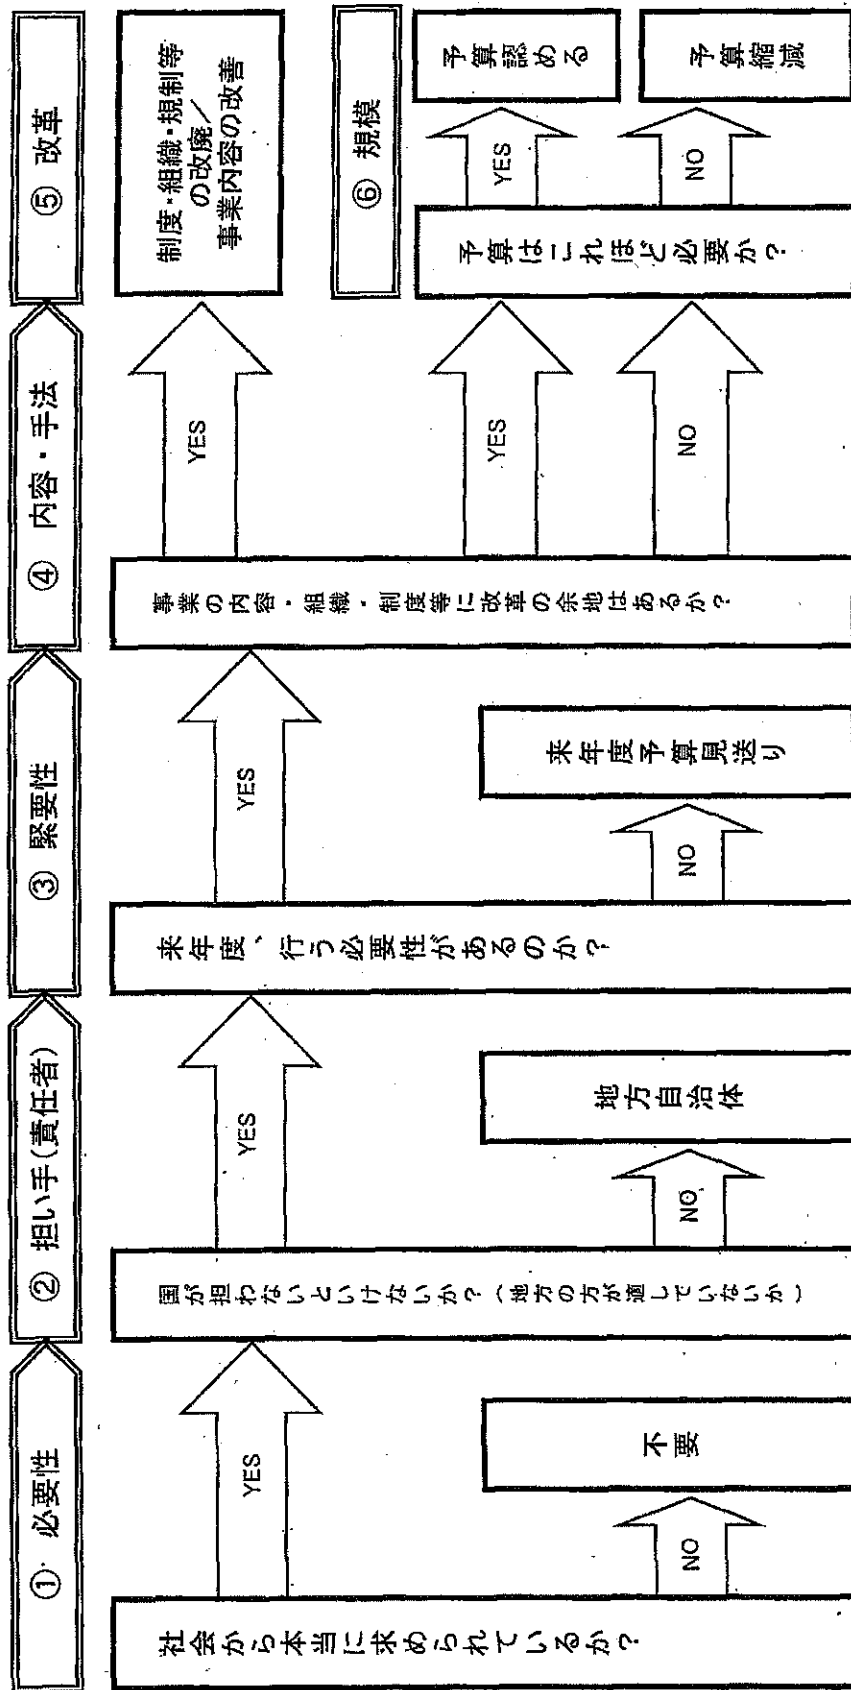 ① 必要性
② 担い手(責任者)
③ 緊要性
④ 内容・手法
⑤ 改革
社会から本当に求められているか?
YES
NO
不要
国が担わないといけないか?(地方の方が適していないか)
YES
NO
地方自治体
来年度、行う必要性があるのか?
YES
NO
来年度予算見送り
事業の内容・組織・制度等に改革の余地はあるか?
YES
YES
NO
制度・組織・規制等
の改廃/
事業内容の改善
⑥ 規模
予算はこれほど必要か?
YES
NO
予算認める
予算縮減